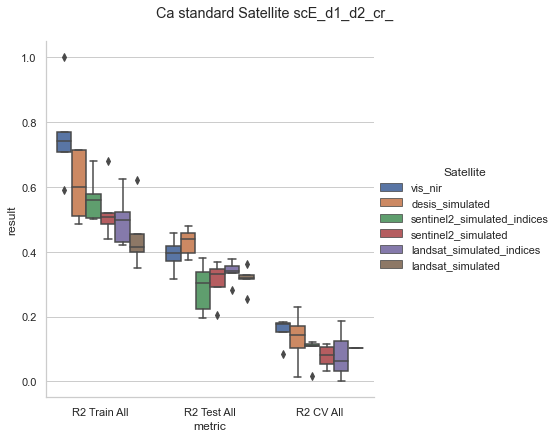 Ca standard Satellite scE_d1_d2_cr_
1.0
0.8
0.6
0.4
0.2
0.0
result
R2 Train All
R2 Test All
R2 CV All
metric
Satellite
vis_nir
desis_simulated
sentinel2_simulated_indices
sentinel2_simulated
landsat_simulated_indices
landsat_simulated